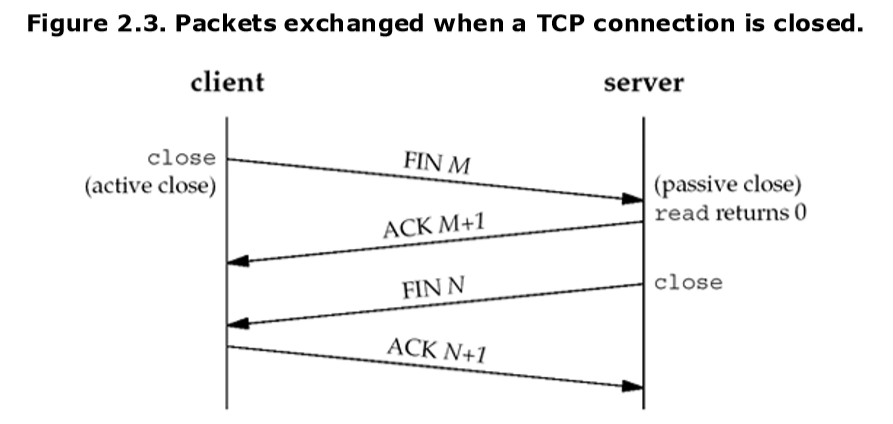 Figure 2.3. Packets exchanged when a TCP connection is closed.
client
server
close
(active close)
FIN M
(passive close)
read returns 0
ACK M+1
FIN N
close
ACK N+1